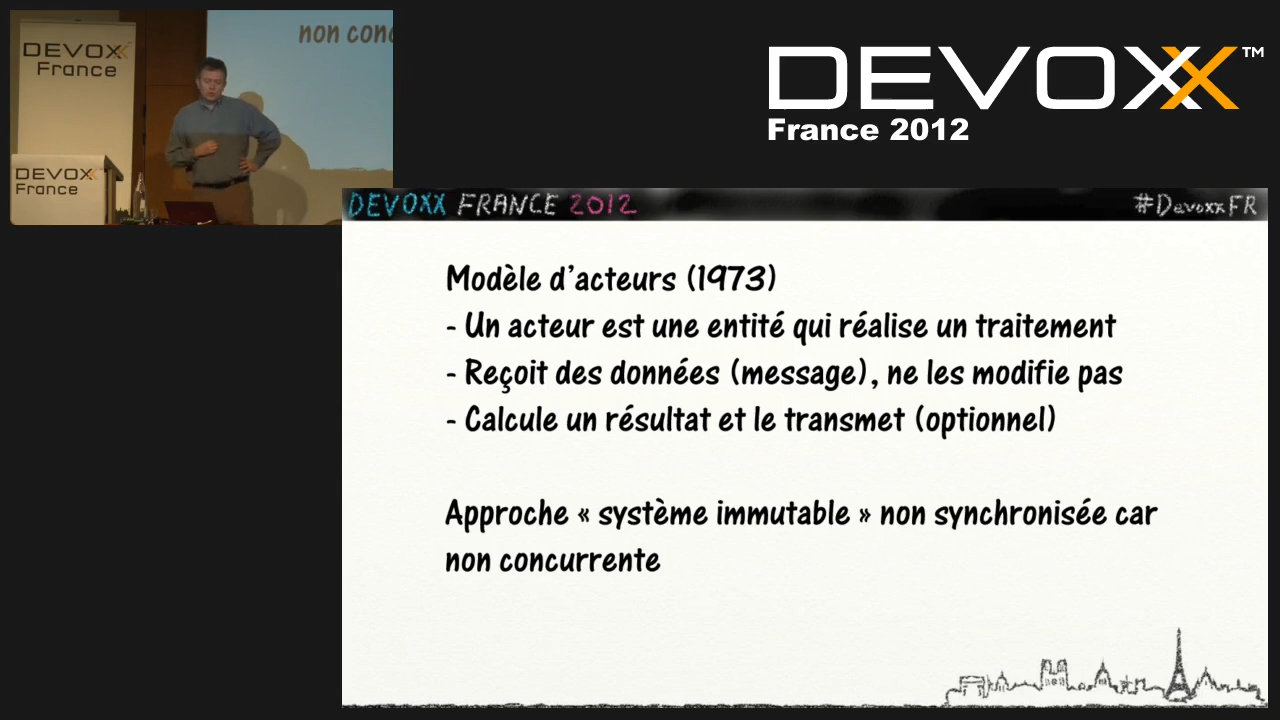 non conc
DEVOXX
France
DEVOXX
France
DEVOXX™
France 2012
DEVOXX FRANCE 2012
#DevoxxFR
Modèle d'acteurs (1973)
- Un acteur est une entité qui réalise un traitement
- Reçoit des données (message), ne les modifie pas
- Calcule un résultat et le transmet (optionnel)
Approche « système immutable » non synchronisée car
non concurrente